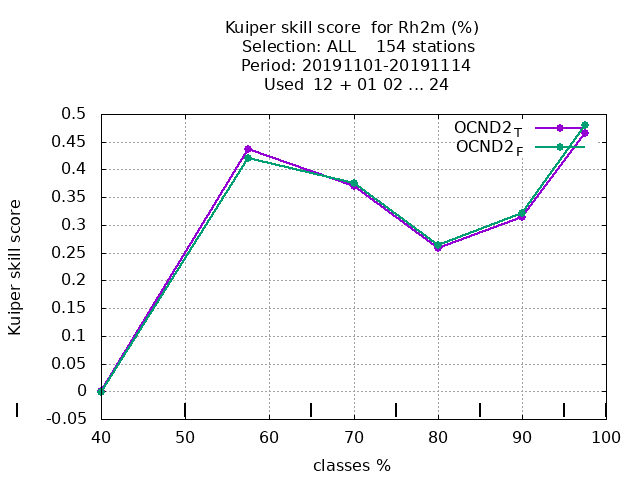 Kuiper skill score  for Rh2m (%)
Selection: ALL    154 stations
Period: 20191101-20191114
Used  12 + 01 02 ... 24
OCND2_T
OCND2_F
0.5
0.45
0.4
0.35
0.3
0.25
0.2
0.15
0.1
0.05
0
-0.05
Kuiper skill score
40 50 60 70 80 90 100
classes %